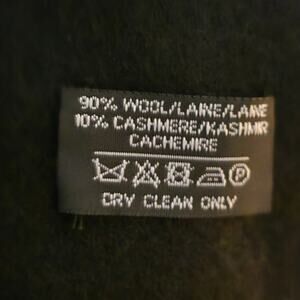 90% WOOL/LAINE/LANE
10% CASHMERE/KASHMIR
CACHEMIRE
P
DRY CLEAN ONLY